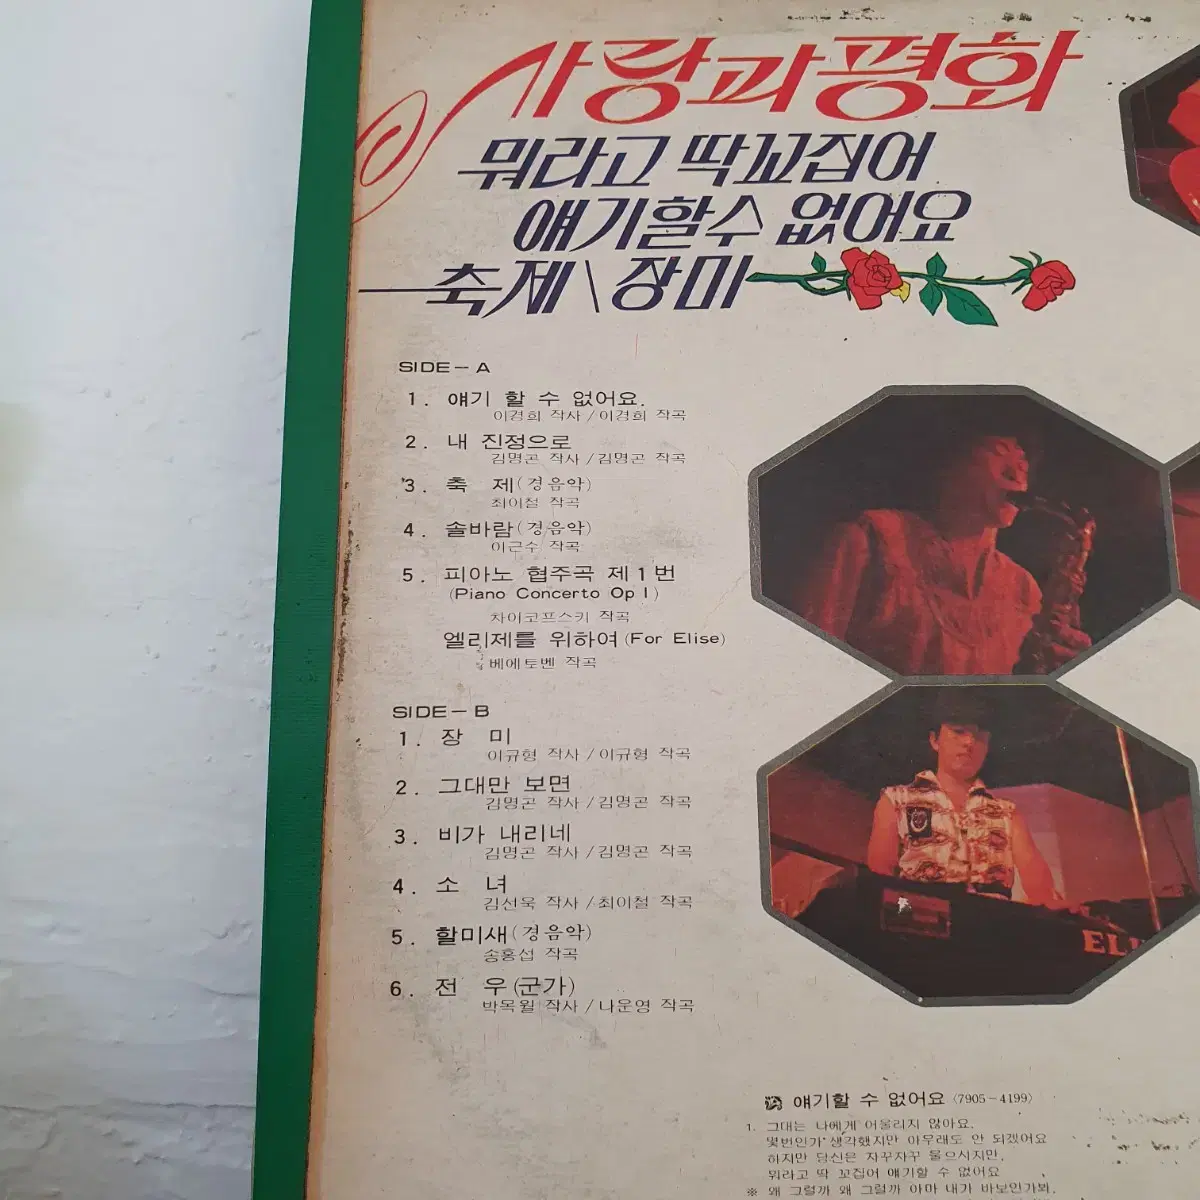 사랑과평화
뭐라고 딱꼬집어
얘기할수 없어요
축제\장미
SIDE-A
1. 얘기 할 수 없어요.
이경희 작사/이경희 작곡
2. 내 진정으로
김명곤 작사/김명곤 작곡
3. 축 제(경음악)
최이철 작곡
4. 솔바람(경음악)
이근수 작곡
5. 피아노 협주곡 제1번
(Piano Concerto Op 1)
차이코프스키 작곡
엘리제를 위하여(For Elise)
베에토벤 작곡
SIDE-B
1. 장 미
이규형 작사/이규형 작곡
2. 그대만 보면
김명곤 작사/김명곤 작곡
3. 비가 내리네
김명곤 작사/김명곤 작곡
4. 소 녀
김선욱 작사/최이철 작곡
5. 할미새(경음악)
송홍섭 작곡
6. 전 우(군가)
박목월 작사/나운영 작곡
얘기할 수 없어요 (7905-4199)
1. 그대는 나에게 어울리지 않아요.
몇번인가 생각했지만 아무래도 안 되겠어요
하지만 당신은 자꾸자꾸 물으시지만.
뭐라고 딱 꼬집어 얘기할 수 없어요
※ 왜 그럴까 왜 그럴까 아마 내가 바보인가봐.